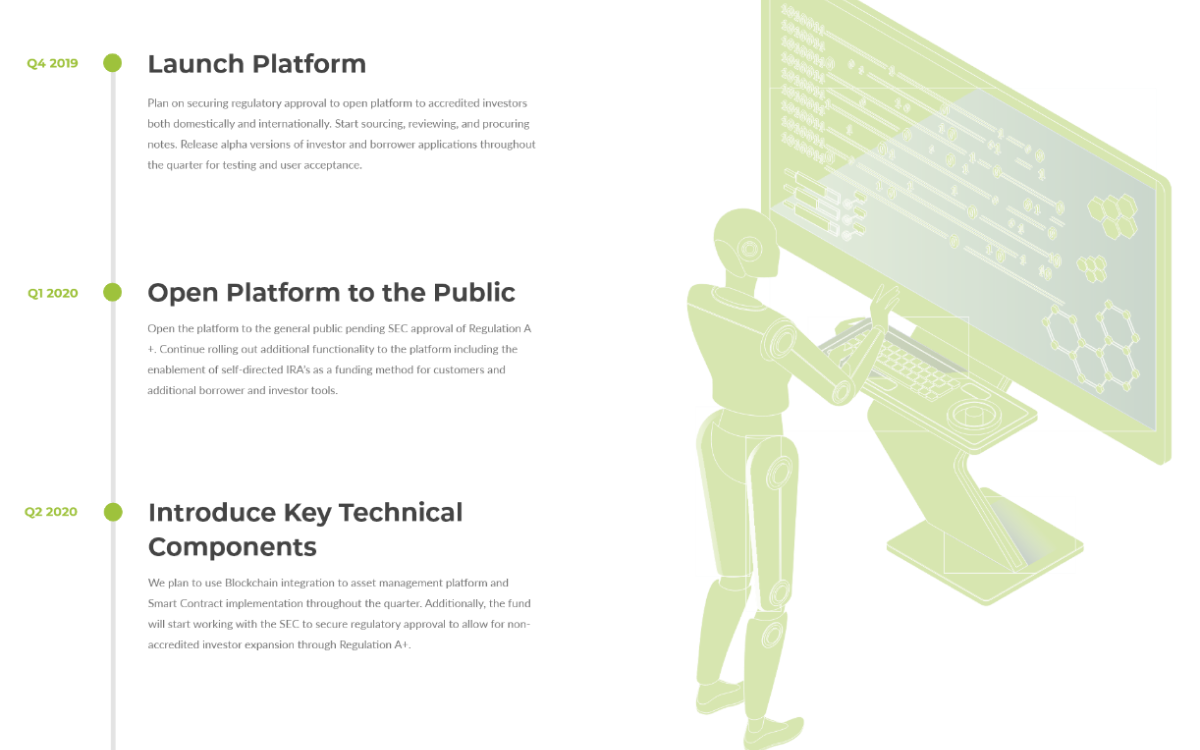 Q4 2019
Launch Platform
Plan on securing regulatory approval to open platform to accredited investors
both domestically and internationally. Start sourcing, reviewing, and procuring
notes. Release alpha versions of investor and borrower applications throughout
the quarter for testing and user acceptance.
Q1 2020
Open Platform to the Public
Open the platform to the general public pending SEC approval of Regulation A
+. Continue rolling out additional functionality to the platform including the
enablement of self-directed IRA's as a funding method for customers and
additional borrower and investor tools.
Q2 2020
Introduce Key Technical
Components
We plan to use Blockchain integration to asset management platform and
Smart Contract implementation throughout the quarter. Additionally, the fund
will start working with the SEC to secure regulatory approval to allow for non-
accredited investor expansion through Regulation A+.